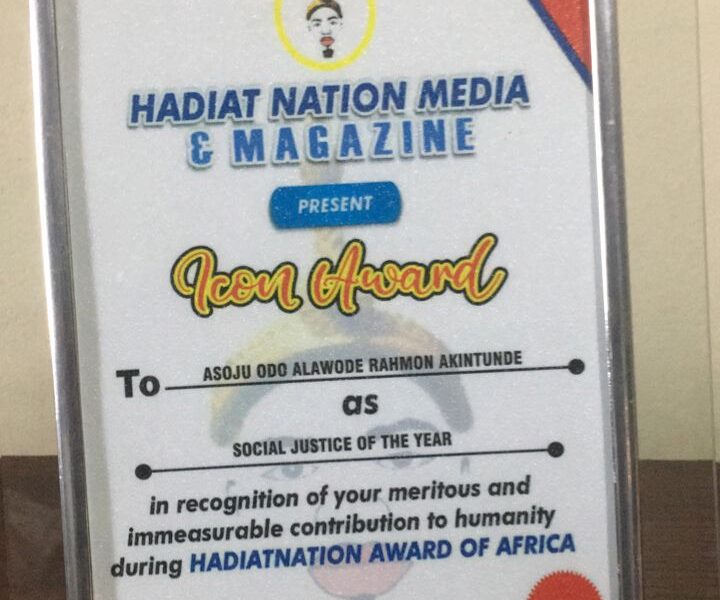 HADIAT NATION MEDIA
& MAGAZINE
PRESENT
Icon Award
To ASOJU ODO ALAWODE RAHMON AKINTUNDE
as
SOCIAL JUSTICE OF THE YEAR
in recognition of your meritous and
immeasurable contribution to humanity
during HADIATNATION AWARD OF AFRICA